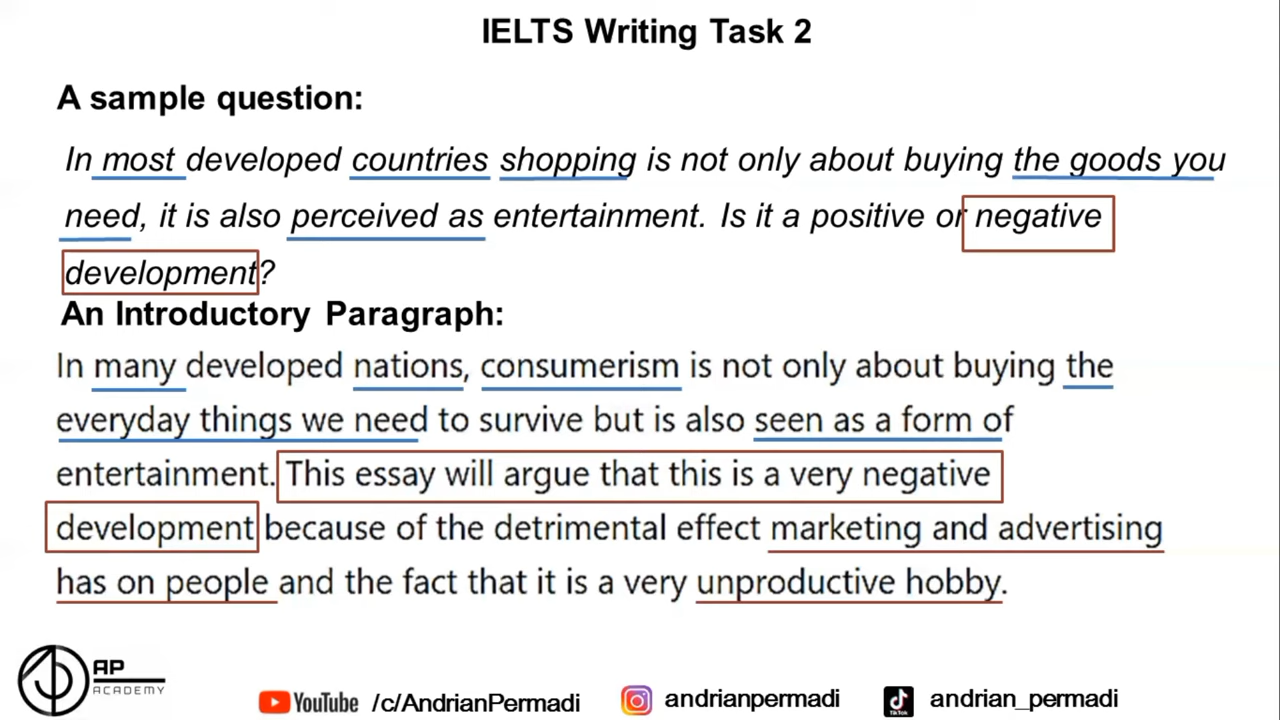 IELTS Writing Task 2
A sample question:
In most developed countries shopping is not only about buying the goods you
need, it is also perceived as entertainment. Is it a positive or negative
development?
An Introductory Paragraph:
In many developed nations, consumerism is not only about buying the
everyday things we need to survive but is also seen as a form of
entertainment. This essay will argue that this is a very negative
development because of the detrimental effect marketing and advertising
has on people and the fact that it is a very unproductive hobby.
AP
ACADEMY
YouTube /c/AndrianPermadi
andrianpermadi
TikTok
andrian_permadi